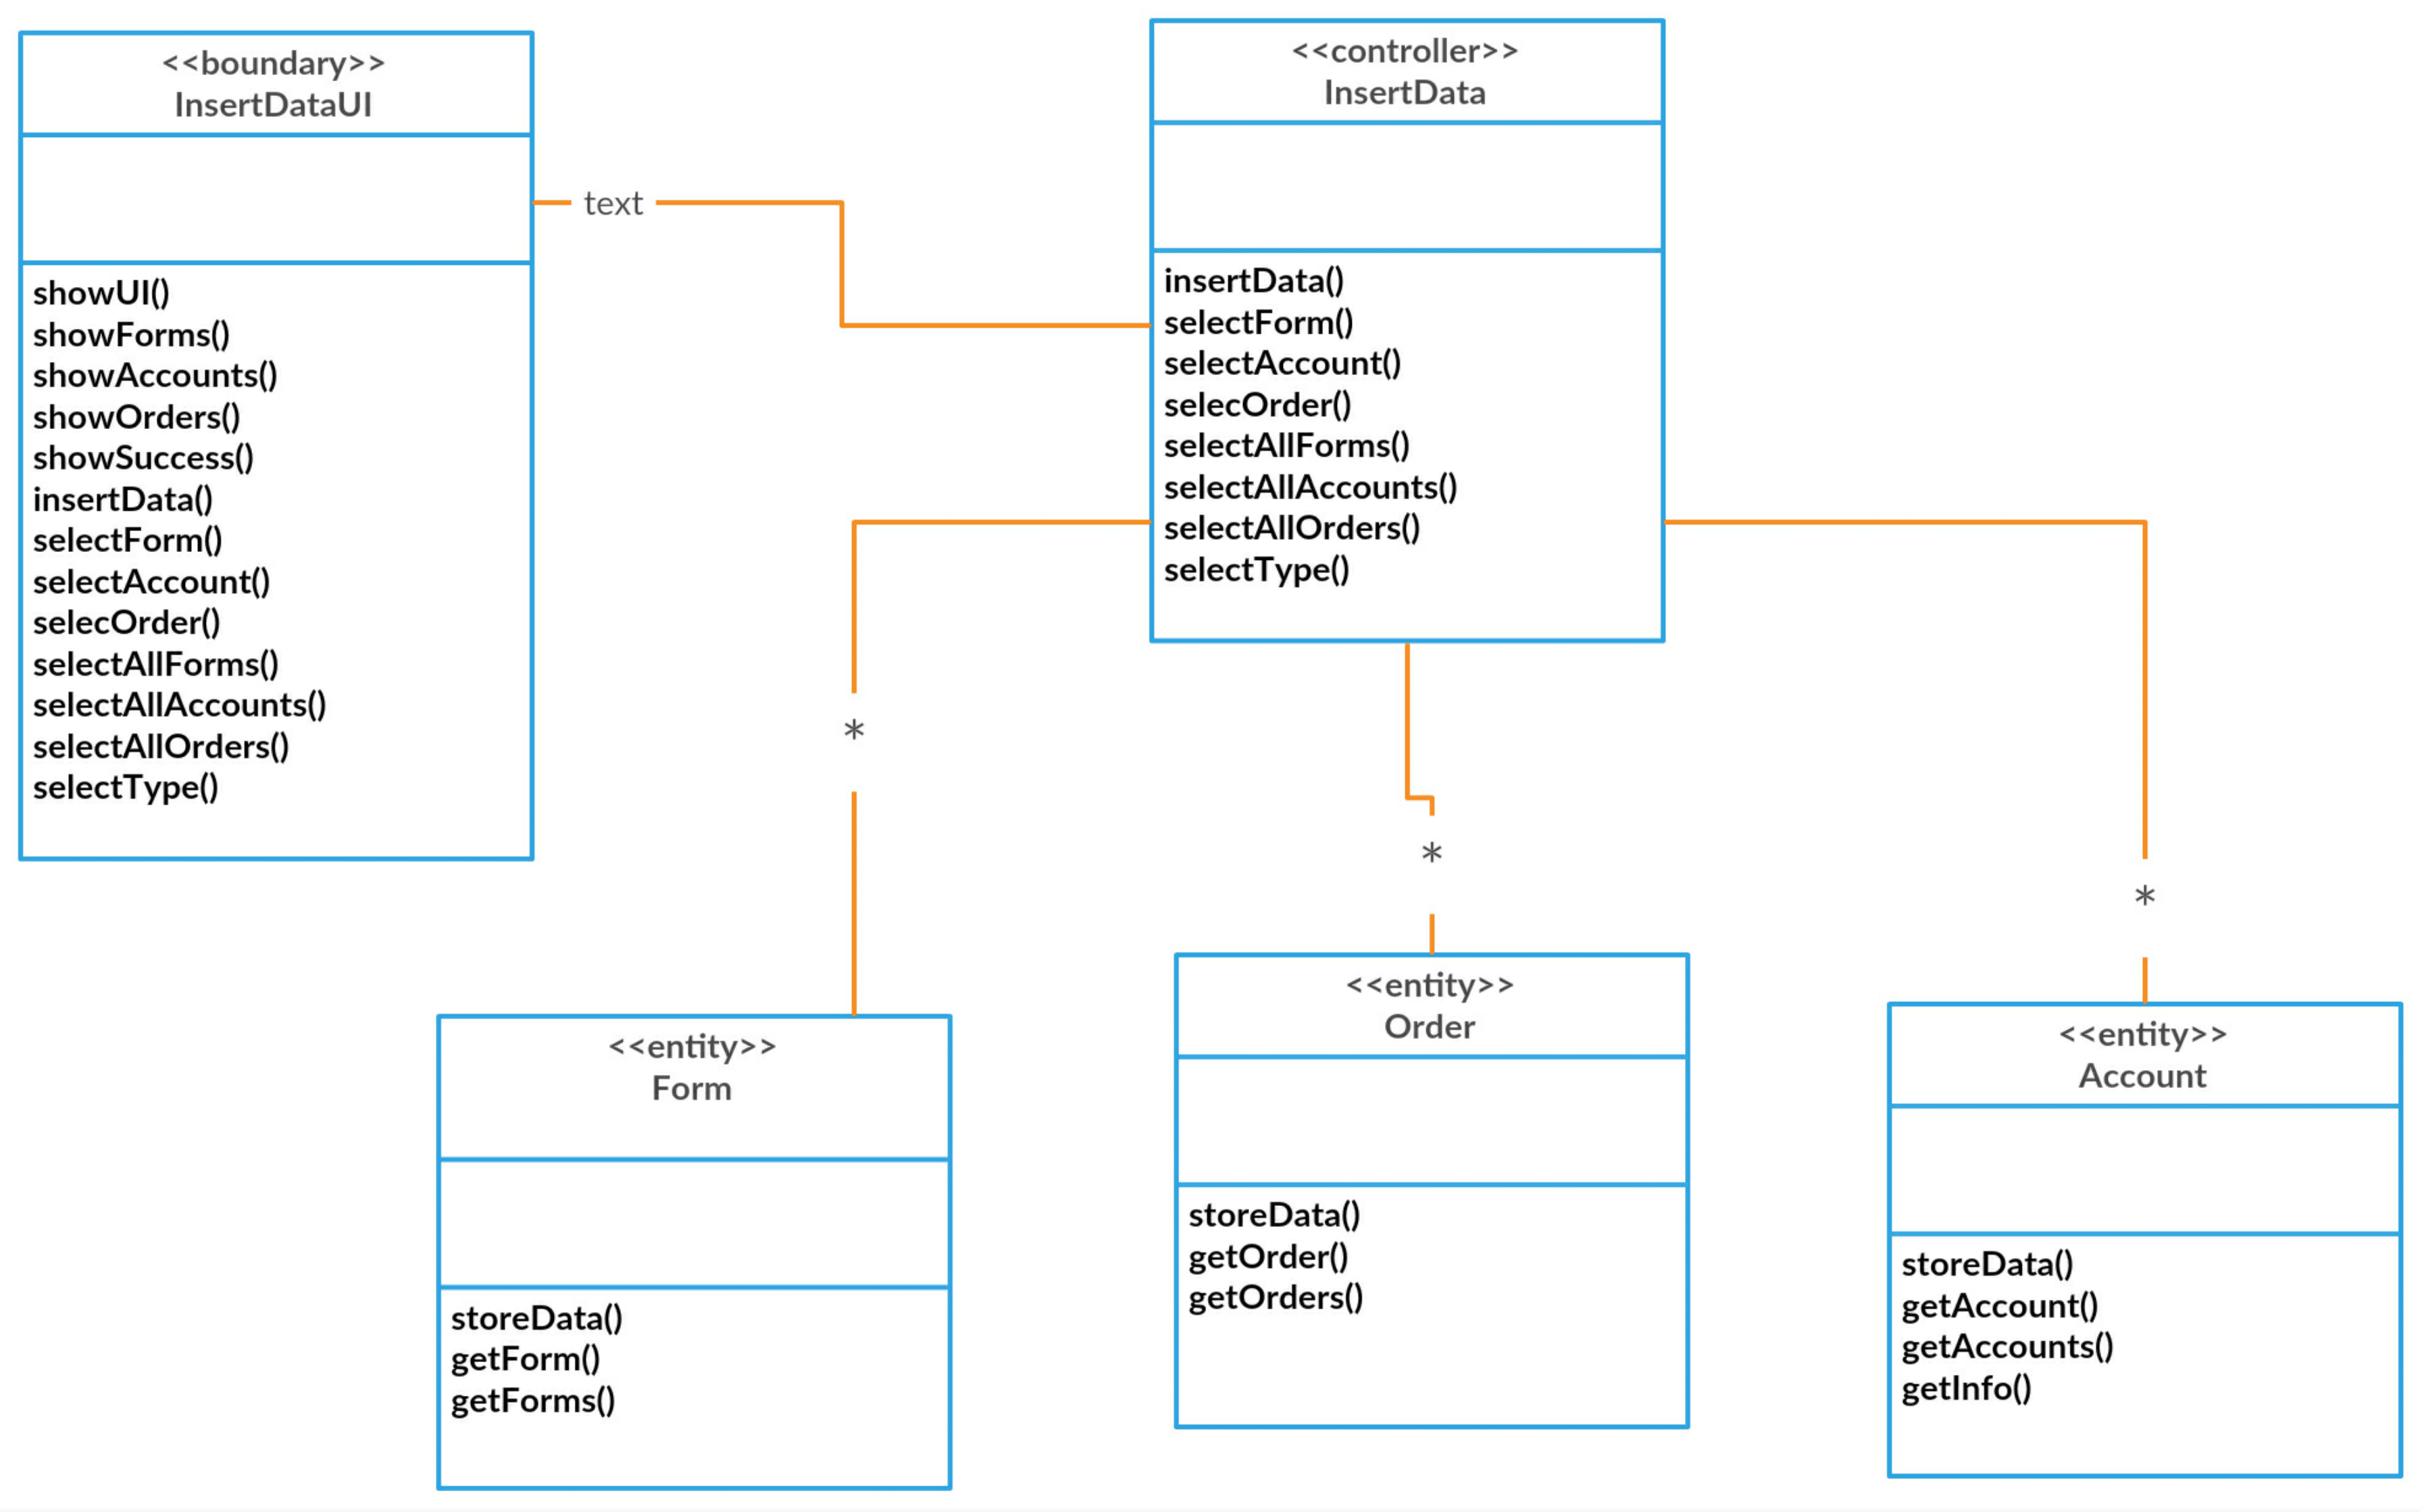 <<boundary>>
InsertDataUI
showUI()
showForms()
showAccounts()
showOrders()
showSuccess()
insertData()
selectForm()
selectAccount()
selecOrder()
selectAllForms()
selectAllAccounts()
selectAllOrders()
selectType()
text
<<controller>>
InsertData
insertData()
selectForm()
selectAccount()
selecOrder()
selectAllForms()
selectAllAccounts()
selectAllOrders()
selectType()
*
*
*
<<entity>>
Form
storeData()
getForm()
getForms()
<<entity>>
Order
storeData()
getOrder()
getOrders()
<<entity>>
Account
storeData()
getAccount()
getAccounts()
getInfo()